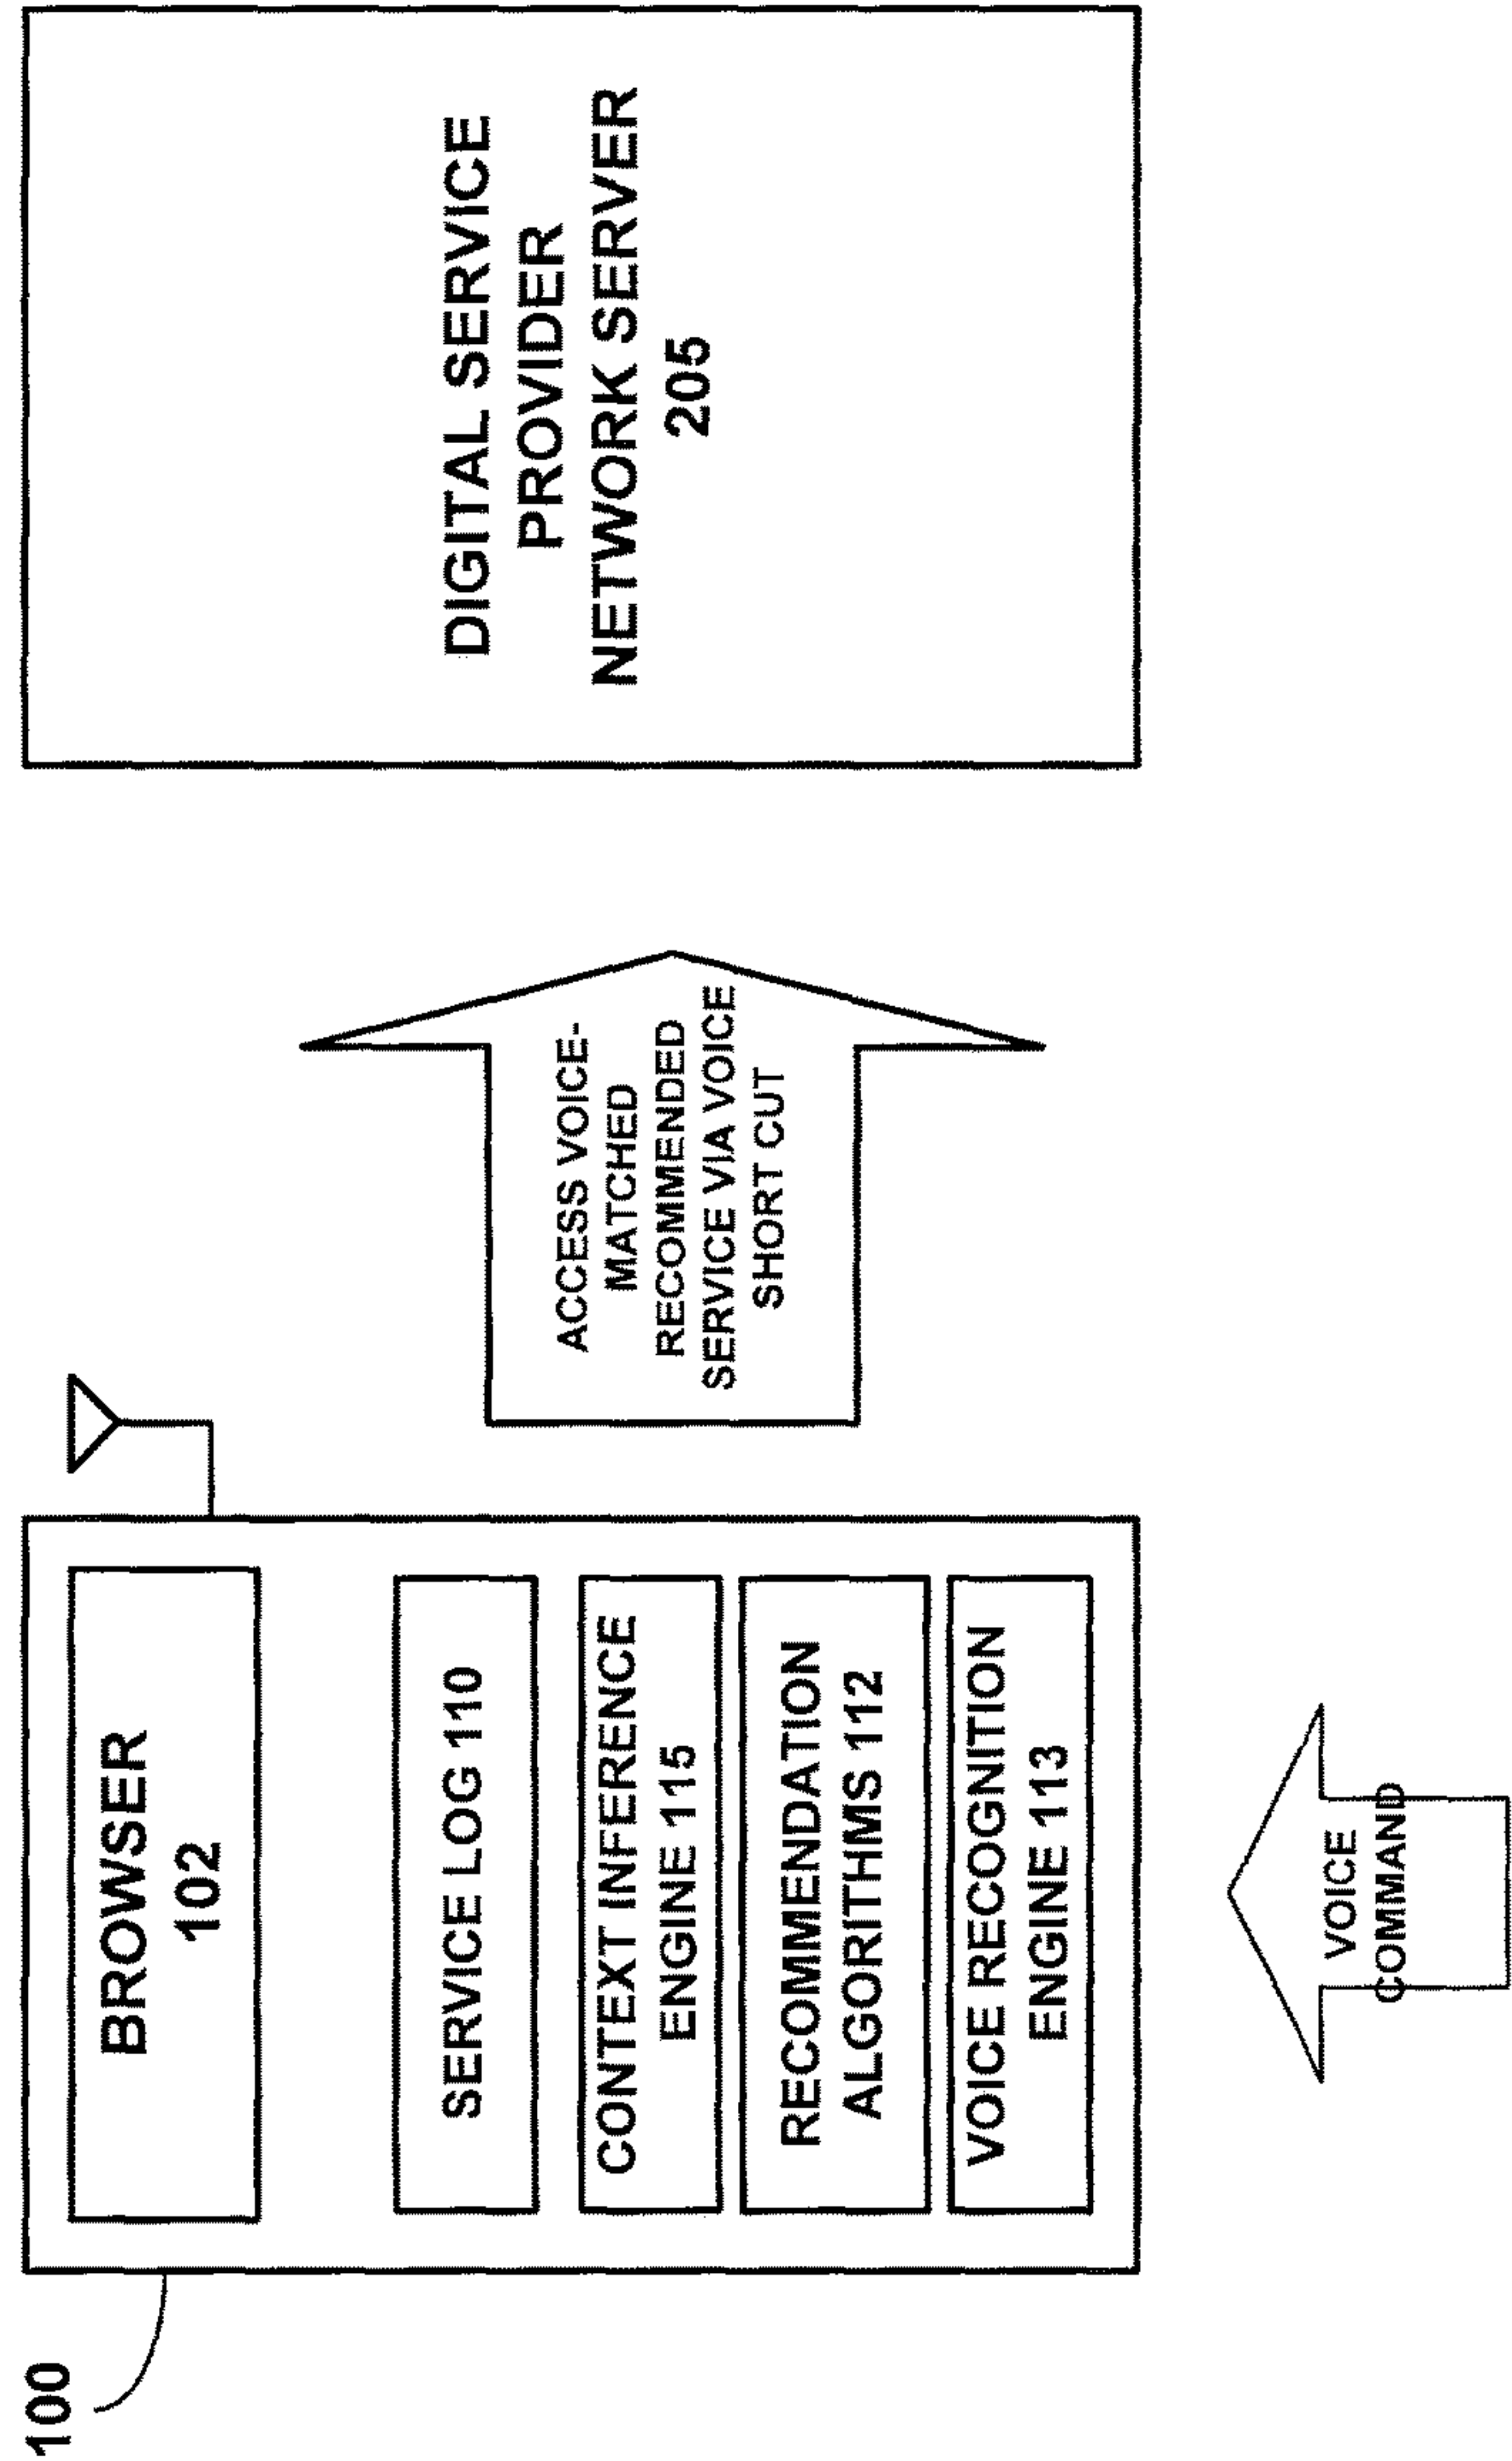 100
BROWSER
102
SERVICE LOG 110
CONTEXT INFERENCE
ENGINE 115
RECOMMENDATION
ALGORITHMS 112
VOICE RECOGNITION
ENGINE 113
VOICE
COMMAND
ACCESS VOICE-
MATCHED
RECOMMENDED
SERVICE VIA VOICE
SHORT CUT
DIGITAL SERVICE
PROVIDER
NETWORK SERVER
205